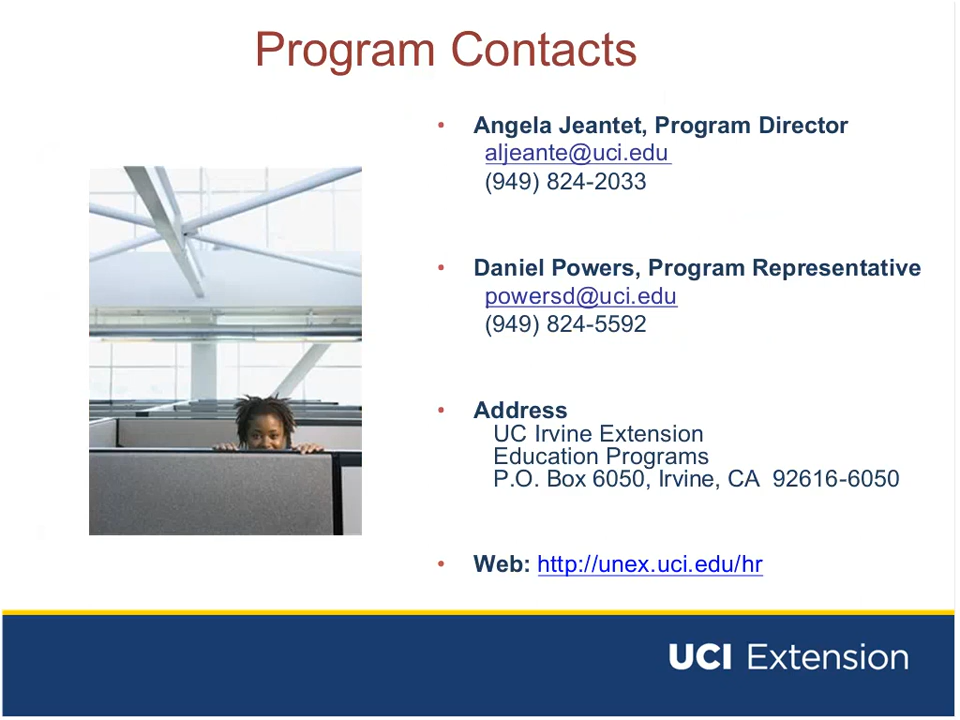 Program Contacts
• Angela Jeantet, Program Director
aljeante@uci.edu
(949) 824-2033
• Daniel Powers, Program Representative
powersd@uci.edu
(949) 824-5592
• Address
UC Irvine Extension
Education Programs
P.O. Box 6050, Irvine, CA 92616-6050
• Web: http://unex.uci.edu/hr
UCI Extension